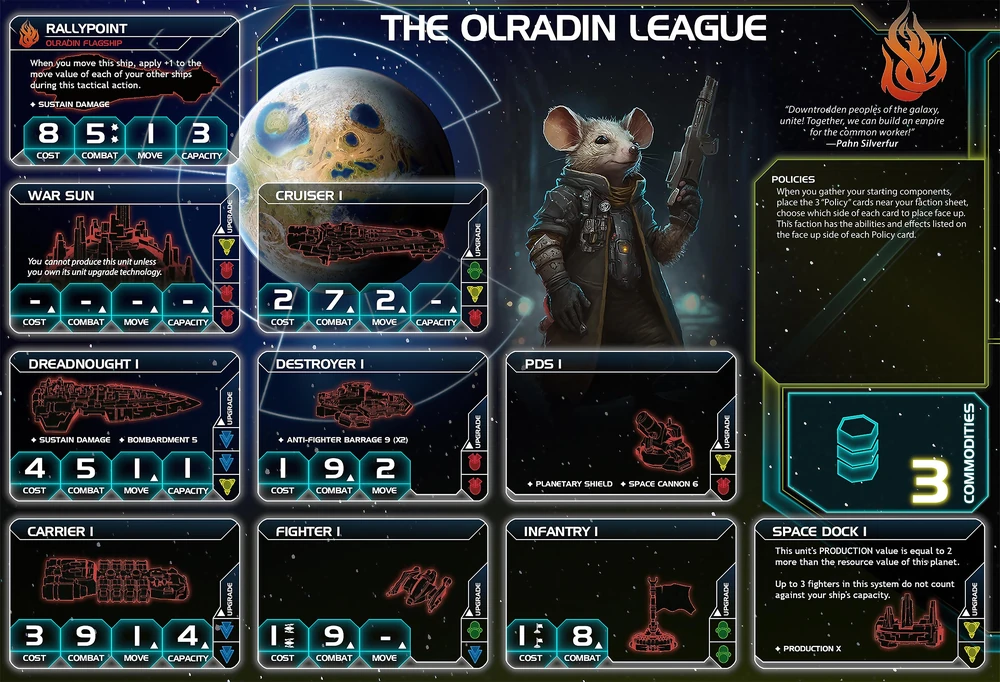 THE OLRADIN LEAGUE
RALLYPOINT
OLRADIN FLAGSHIP
When you move this ship, apply +1 to the
move value of each of your other ships
during this tactical action.
✦ SUSTAIN DAMAGE
8 5 1 3
COST COMBAT MOVE CAPACITY
"Downtrodden peoples of the galaxy,
unite! Together, we can build an empire
for the common worker!"
—Pahn Silverfur
POLICIES
When you gather your starting components,
place the 3 "Policy" cards near your faction sheet,
choose which side of each card to place face up.
This faction has the abilities and effects listed on
the face up side of each Policy card.
WAR SUN
You cannot produce this unit unless
you own its unit upgrade technology.
- - - -
COST COMBAT MOVE CAPACITY
UPGRADE
CRUISER I
2 7 2 -
COST COMBAT MOVE CAPACITY
UPGRADE
DREADNOUGHT I
✦ SUSTAIN DAMAGE ✦ BOMBARDMENT 5
4 5 1 1
COST COMBAT MOVE CAPACITY
UPGRADE
DESTROYER I
✦ ANTI-FIGHTER BARRAGE 9 (X2)
1 9 2
COST COMBAT MOVE
UPGRADE
PDS I
✦ PLANETARY SHIELD ✦ SPACE CANNON 6
UPGRADE
3
COMMODITIES
CARRIER I
3 9 1 4
COST COMBAT MOVE CAPACITY
UPGRADE
FIGHTER I
1 9 -
COST COMBAT MOVE
UPGRADE
INFANTRY I
1 8
COST COMBAT
UPGRADE
SPACE DOCK I
This unit's PRODUCTION value is equal to 2
more than the resource value of this planet.
Up to 3 fighters in this system do not count
against your ship's capacity.
✦ PRODUCTION X
UPGRADE